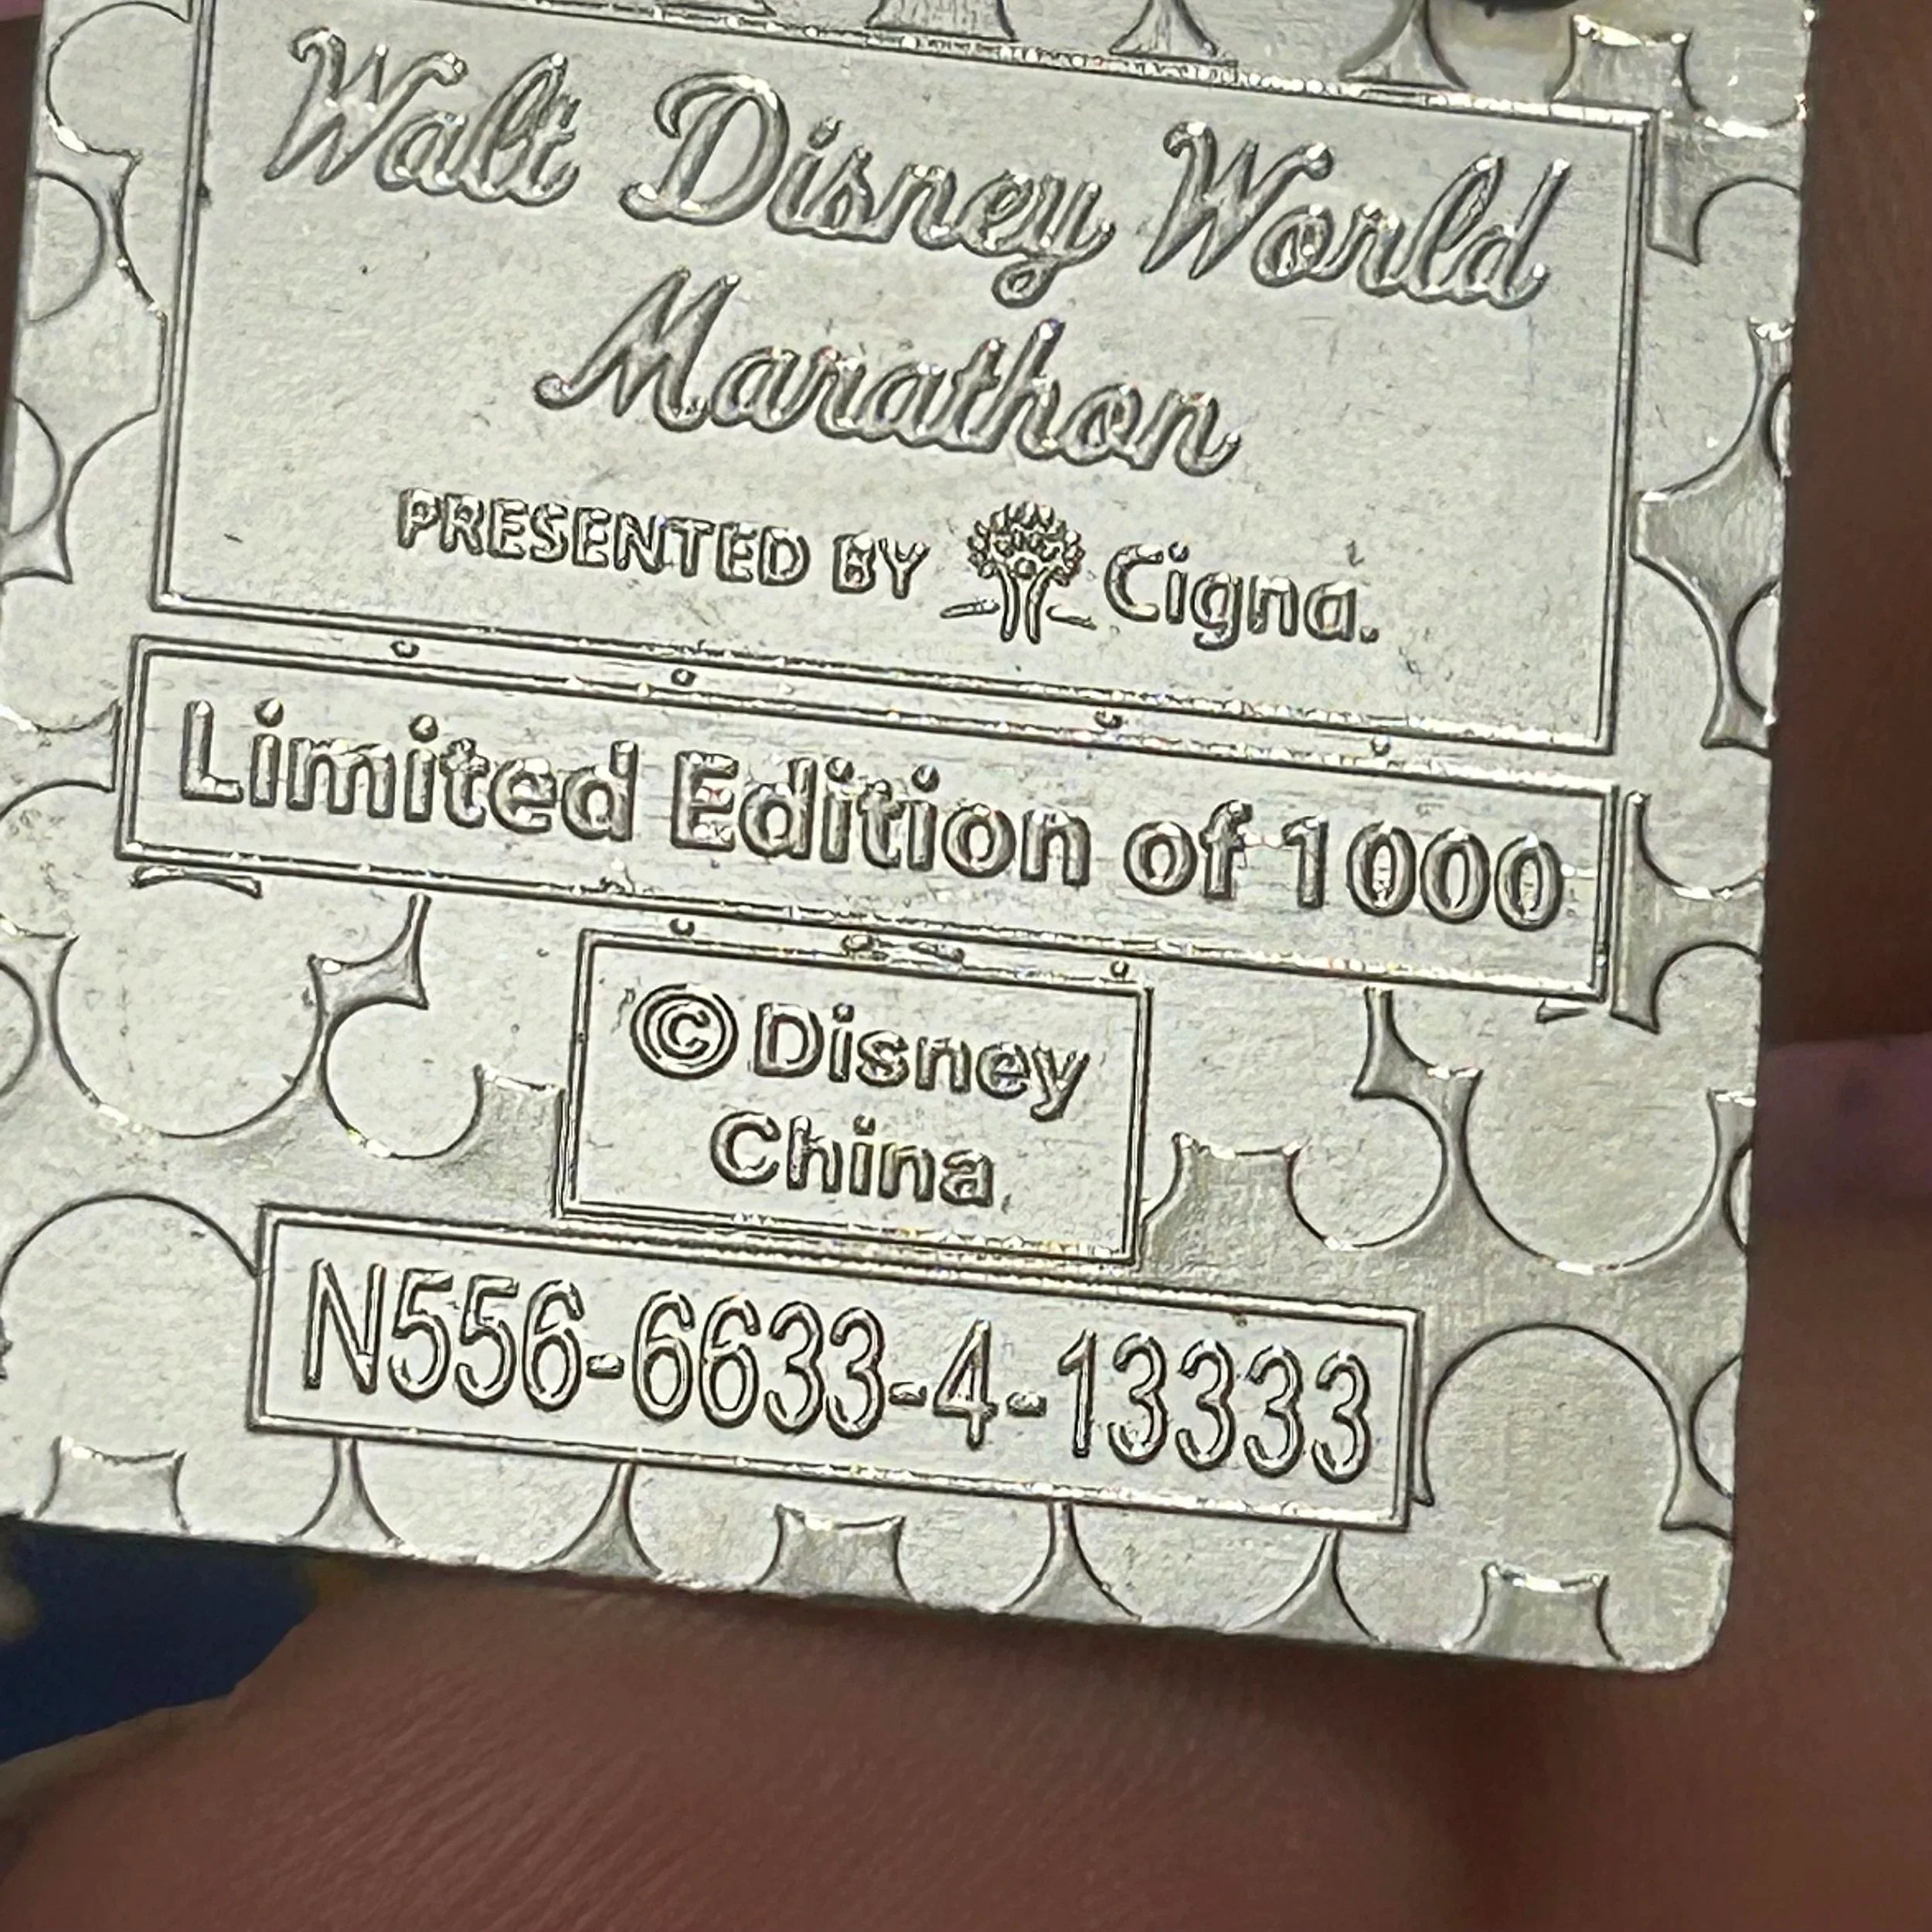 Walt Disney World
Marathon
PRESENTED BY Cigna.
Limited Edition of 1000
©Disney
China
N556-6633-4-13333